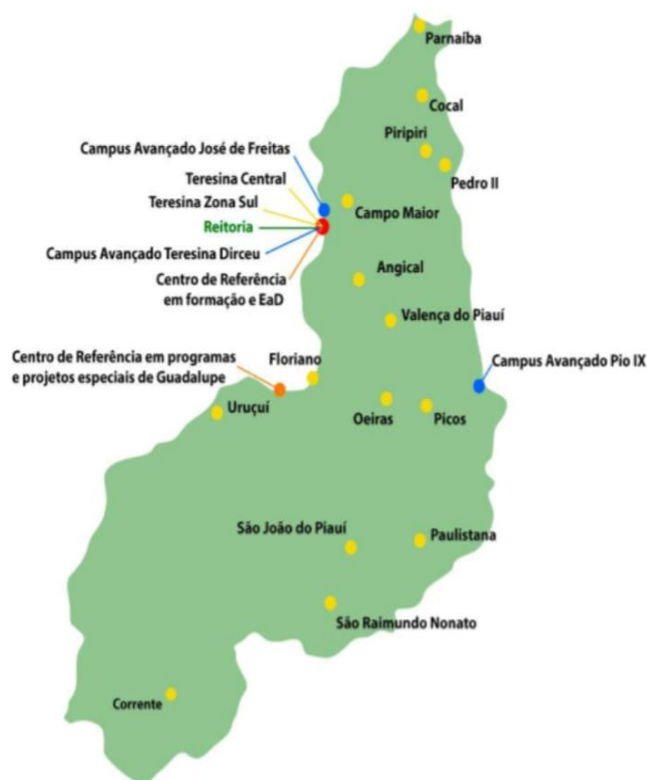 Parnaíba
Cocal
Piripiri
Campus Avançado José de Freitas
Pedro II
Teresina Central
Teresina Zona Sul
Campo Maior
Reitoria
Campus Avançado Teresina Dirceu
Angical
Centro de Referência
em formação e EaD
Valença do Piauí
Centro de Referência em programas
e projetos especiais de Guadalupe
Floriano
Campus Avançado Pio IX
Uruçuí
Oeiras
Picos
São João do Piauí
Paulistana
São Raimundo Nonato
Corrente